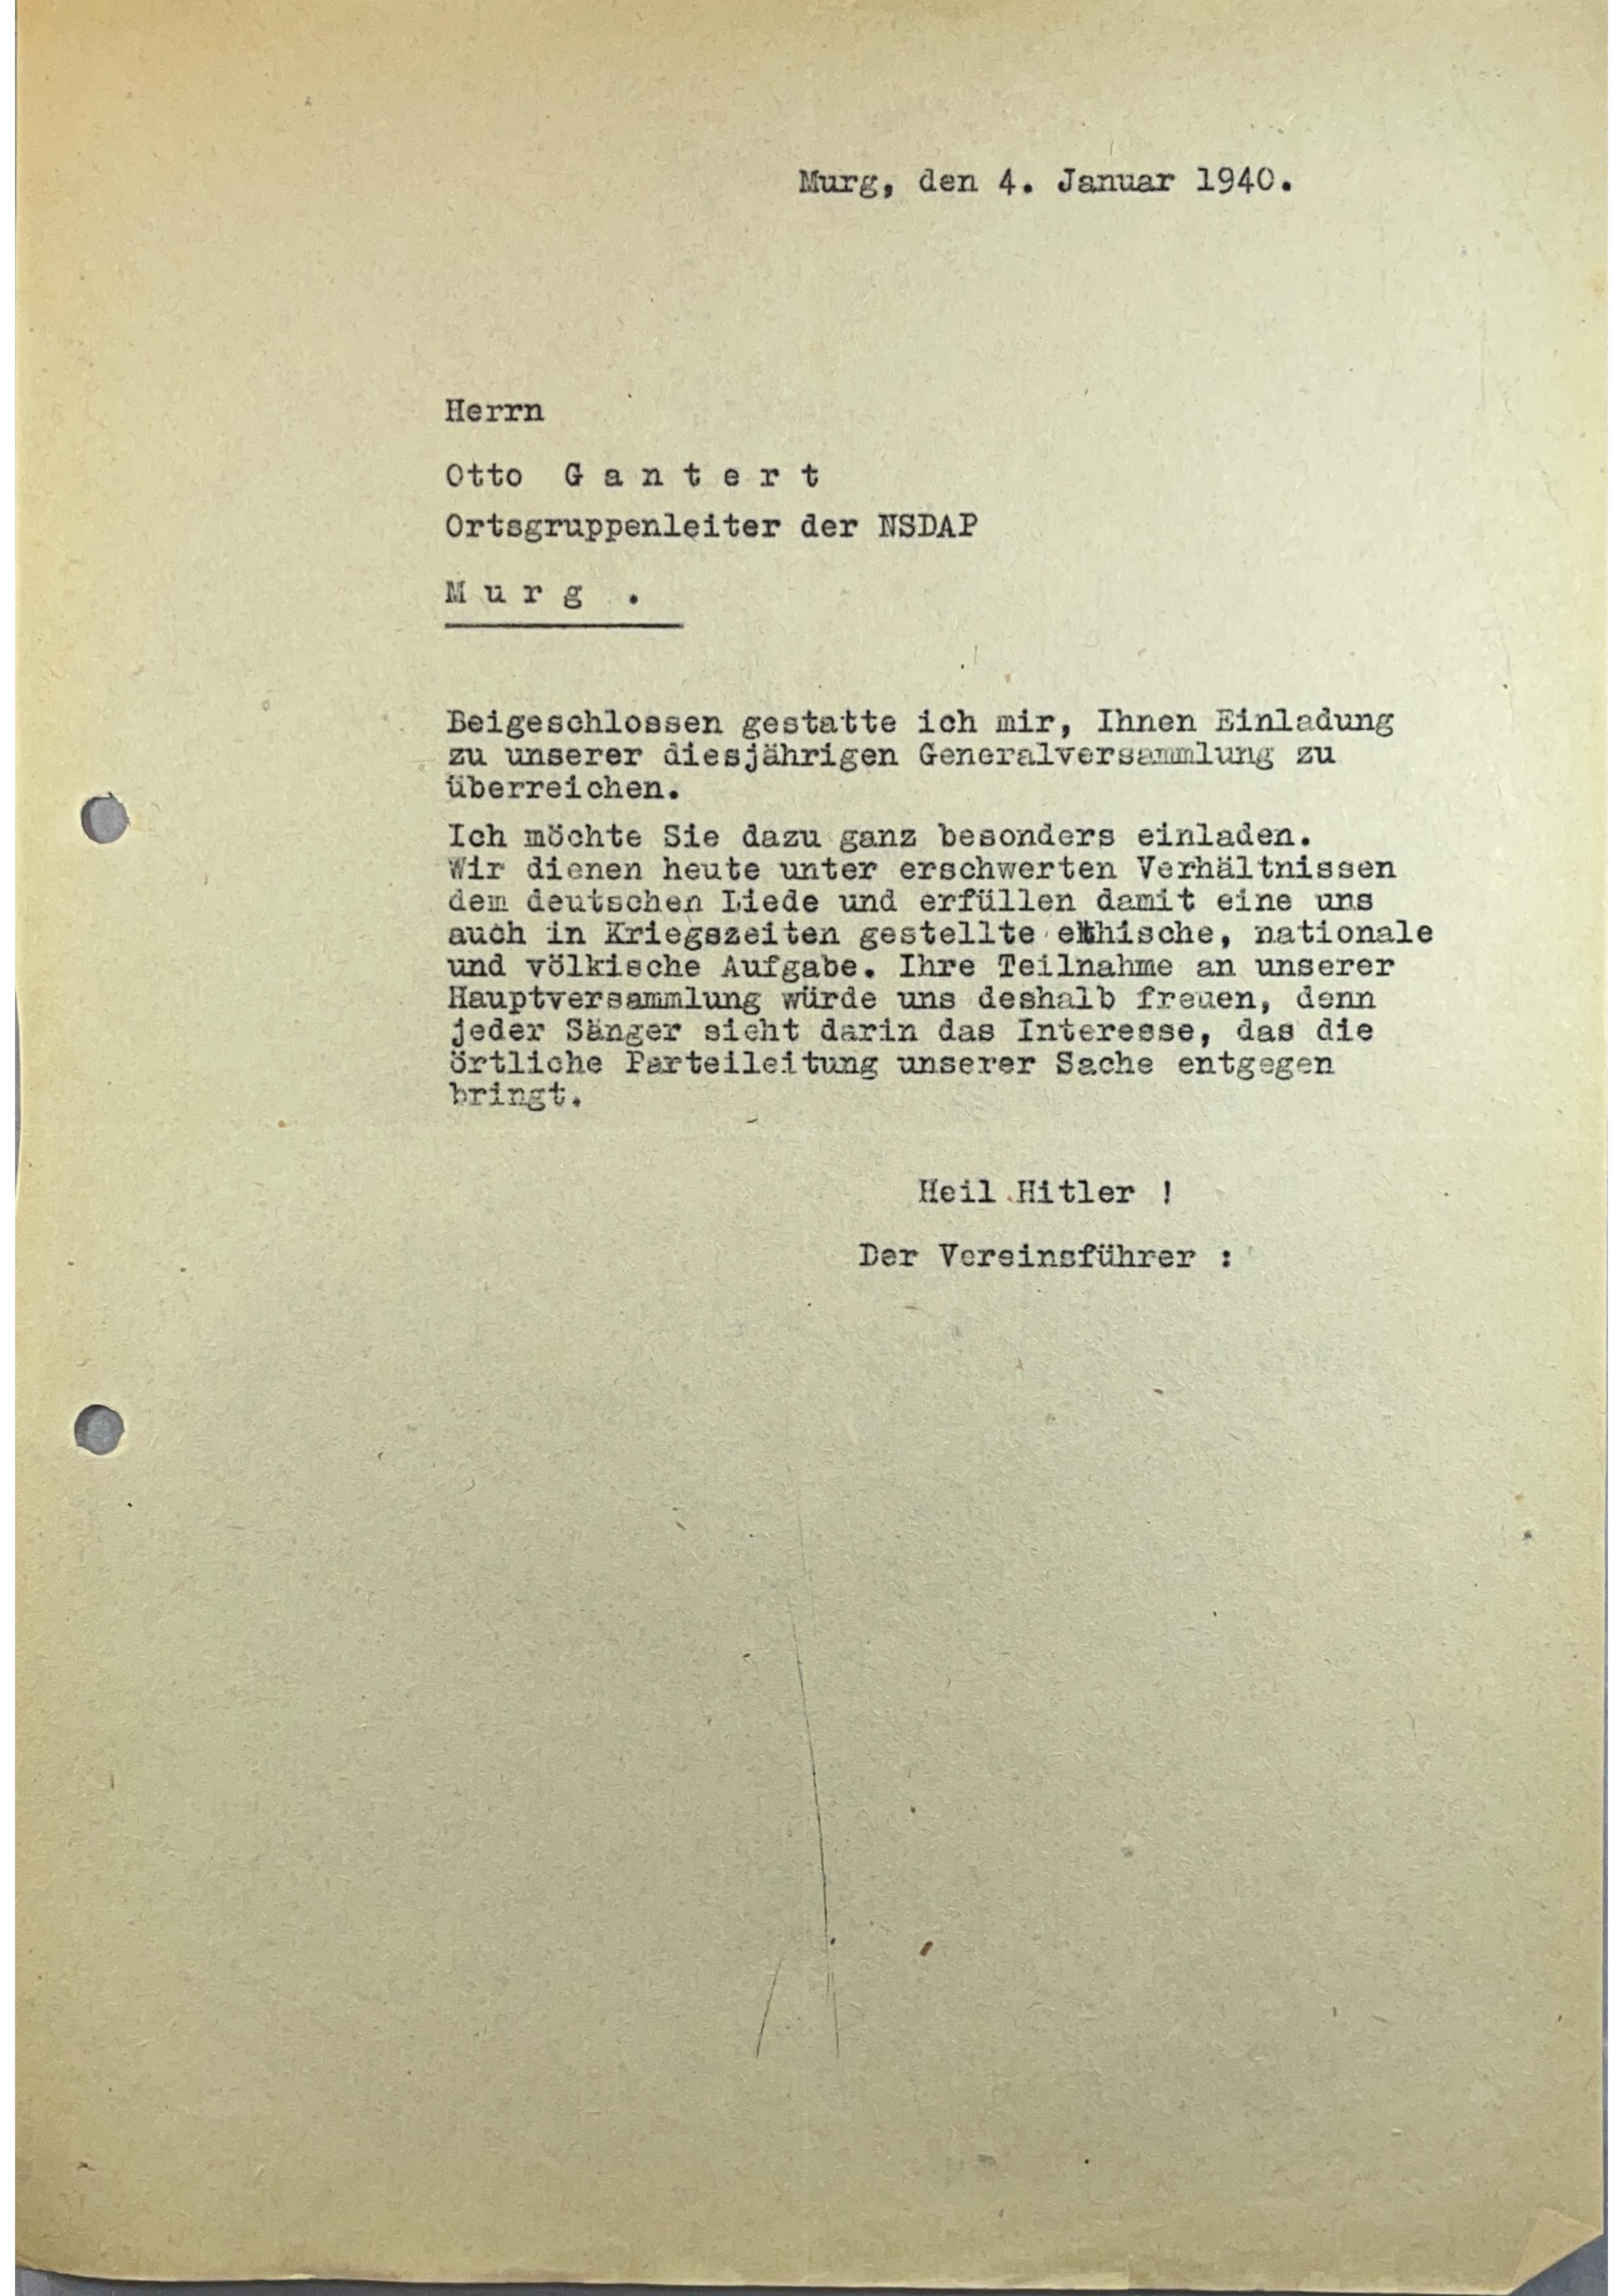 Murg, den 4. Januar 1940.
Herrn
Otto G a n t e r t
Ortsgruppenleiter der NSDAP
M u r g .
Beigeschlossen gestatte ich mir, Ihnen Einladung
zu unserer diesjährigen Generalversammlung zu
überreichen.
Ich möchte Sie dazu ganz besonders einladen.
Wir dienen heute unter erschwerten Verhältnissen
dem deutschen Liede und erfüllen damit eine uns
auch in Kriegszeiten gestellte ethische, nationale
und völkische Aufgabe. Ihre Teilnahme an unserer
Hauptversammlung würde uns deshalb freuen, denn
jeder Sänger sieht darin das Interesse, das die
örtliche Parteileitung unserer Sache entgegen
bringt.
Heil Hitler !
Der Vereinsführer :